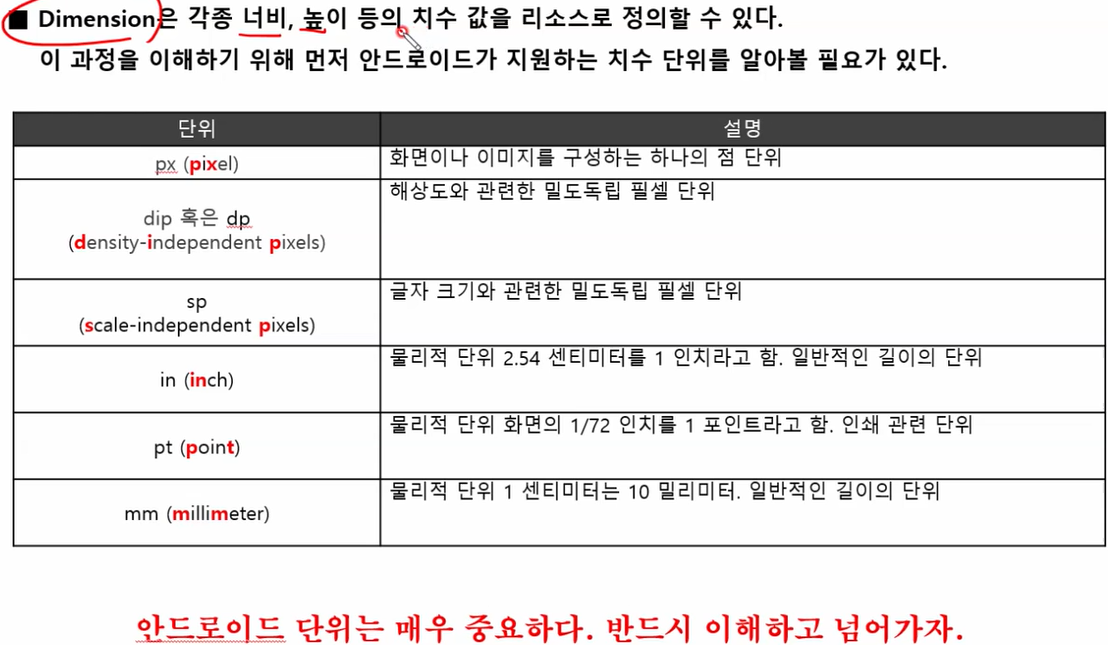 ■ Dimension은 각종 너비, 높이 등의 치수 값을 리소스로 정의할 수 있다.
이 과정을 이해하기 위해 먼저 안드로이드가 지원하는 치수 단위를 알아볼 필요가 있다.
단위 설명
px (pixel) 화면이나 이미지를 구성하는 하나의 점 단위
dip 혹은 dp
(density-independent pixels)
해상도와 관련한 밀도독립 필셀 단위
sp
(scale-independent pixels)
글자 크기와 관련한 밀도독립 필셀 단위
in (inch) 물리적 단위 2.54 센티미터를 1 인치라고 함. 일반적인 길이의 단위
pt (point) 물리적 단위 화면의 1/72 인치를 1 포인트라고 함. 인쇄 관련 단위
mm (millimeter) 물리적 단위 1 센티미터는 10 밀리미터. 일반적인 길이의 단위
안드로이드 단위는 매우 중요하다. 반드시 이해하고 넘어가자.